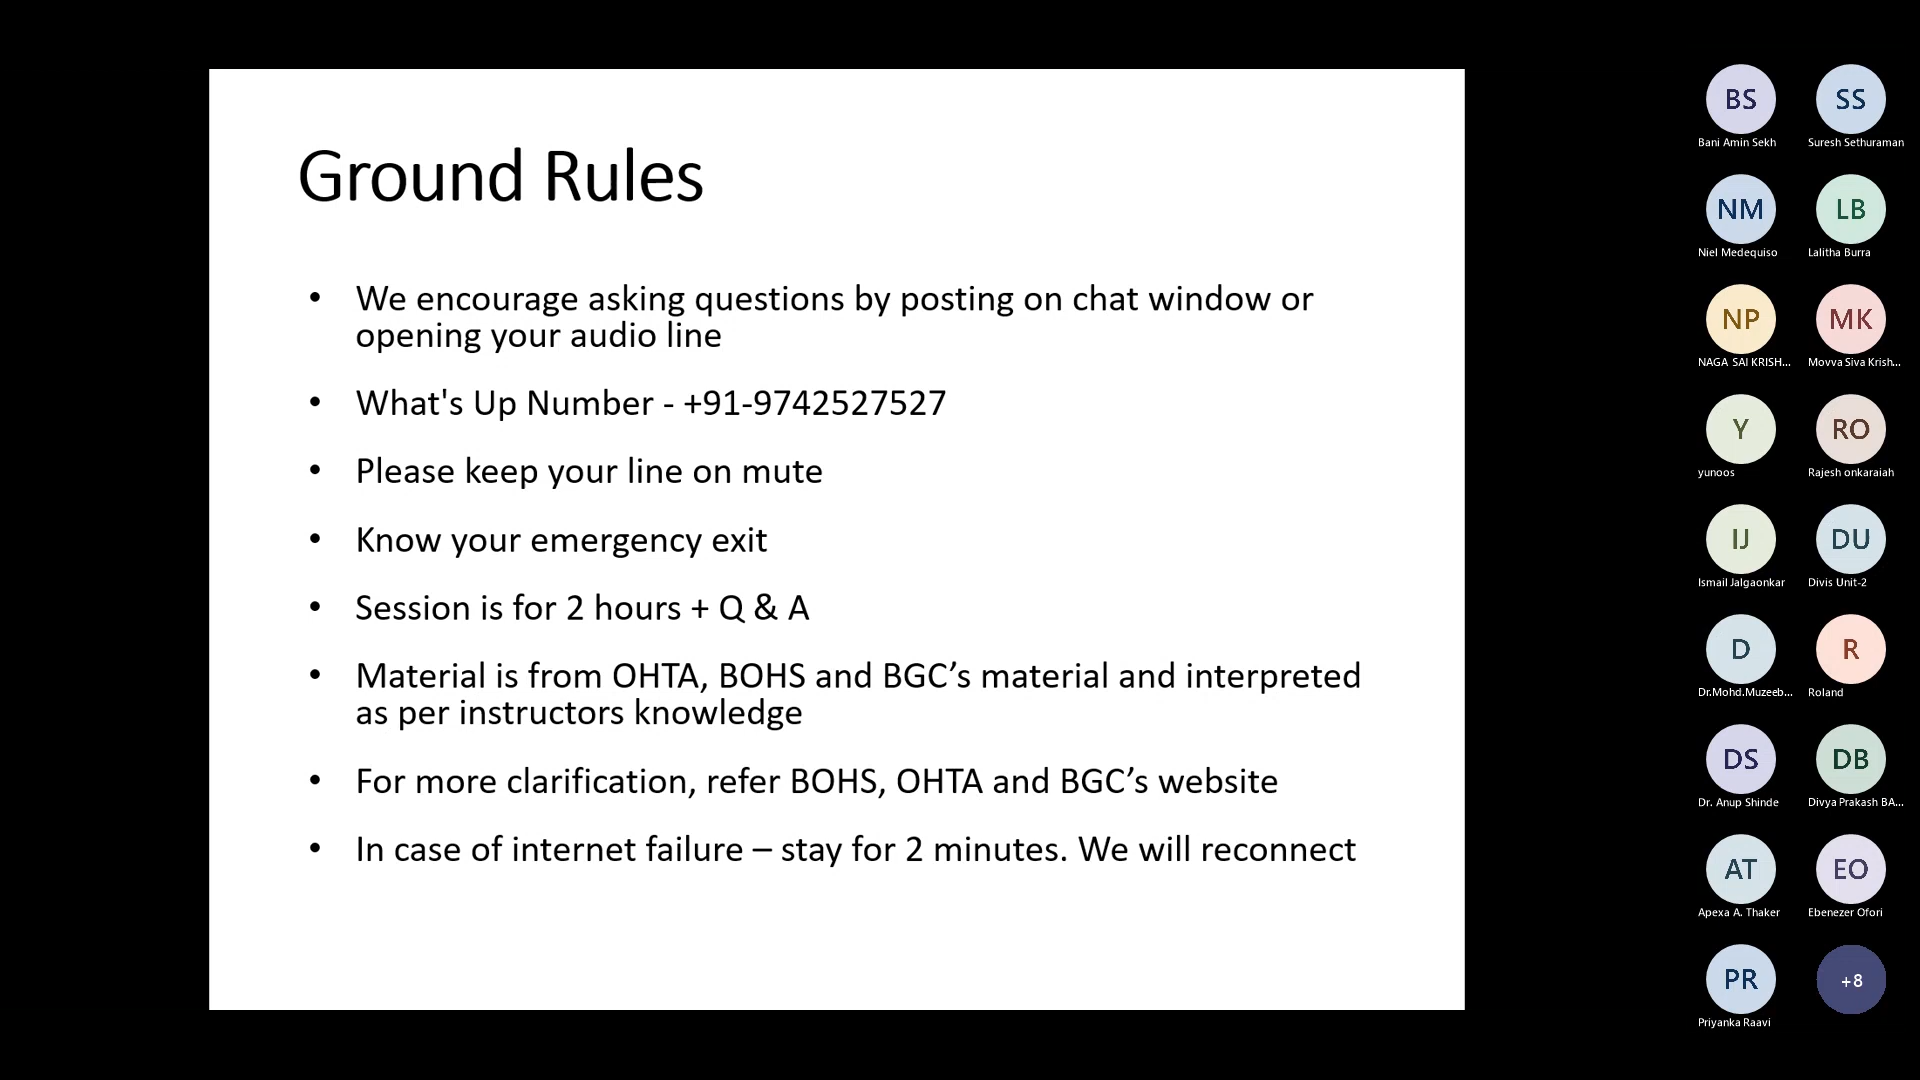 Ground Rules
• We encourage asking questions by posting on chat window or
opening your audio line
• What's Up Number - +91-9742527527
• Please keep your line on mute
• Know your emergency exit
• Session is for 2 hours + Q & A
• Material is from OHTA, BOHS and BGC’s material and interpreted
as per instructors knowledge
• For more clarification, refer BOHS, OHTA and BGC’s website
• In case of internet failure – stay for 2 minutes. We will reconnect
BS SS
Bani Amin Sekh Suresh Sethuraman
NM LB
Niel Medequiso Lalitha Burra
NP MK
NAGA SAI KRISH... Movva Siva Krish...
Y RO
yunoos Rajesh onkaraiah
IJ DU
Ismail Jalgaonkar Divis Unit-2
D R
Dr.Mohd.Muzeeb... Roland
DS DB
Dr. Anup Shinde Divya Prakash BA...
AT EO
Apexa A. Thaker Ebenezer Ofori
PR +8
Priyanka Raavi